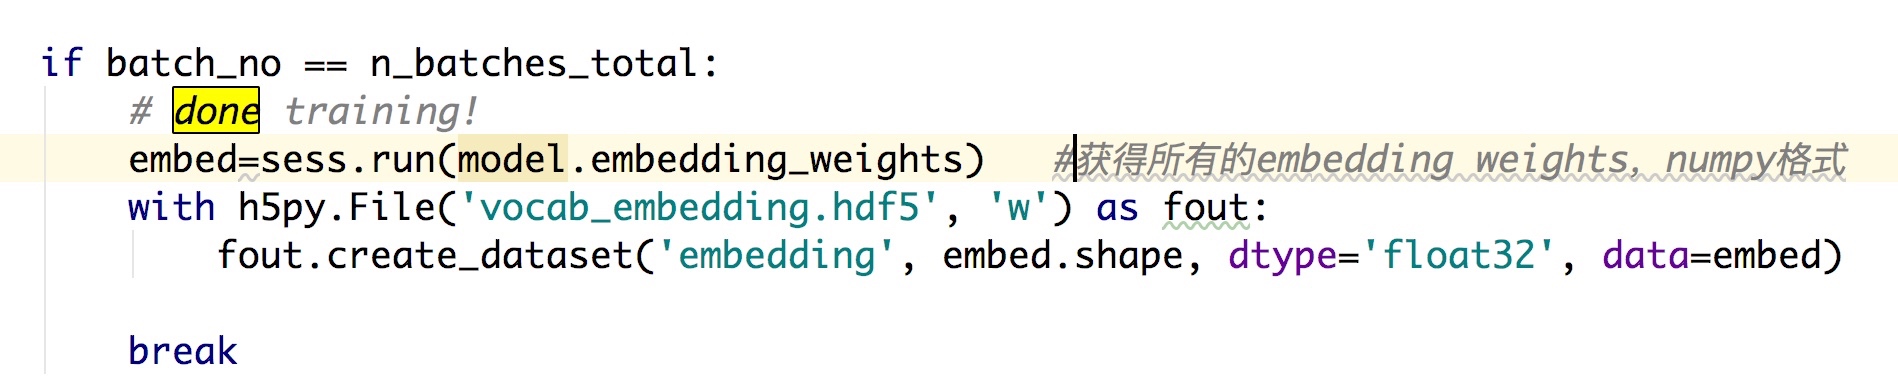 if batch_no == n_batches_total:
# done training!
embed=sess.run(model.embedding_weights)   #获得所有的embedding weights, numpy格式
with h5py.File('vocab_embedding.hdf5', 'w') as fout:
fout.create_dataset('embedding', embed.shape, dtype='float32', data=embed)
break